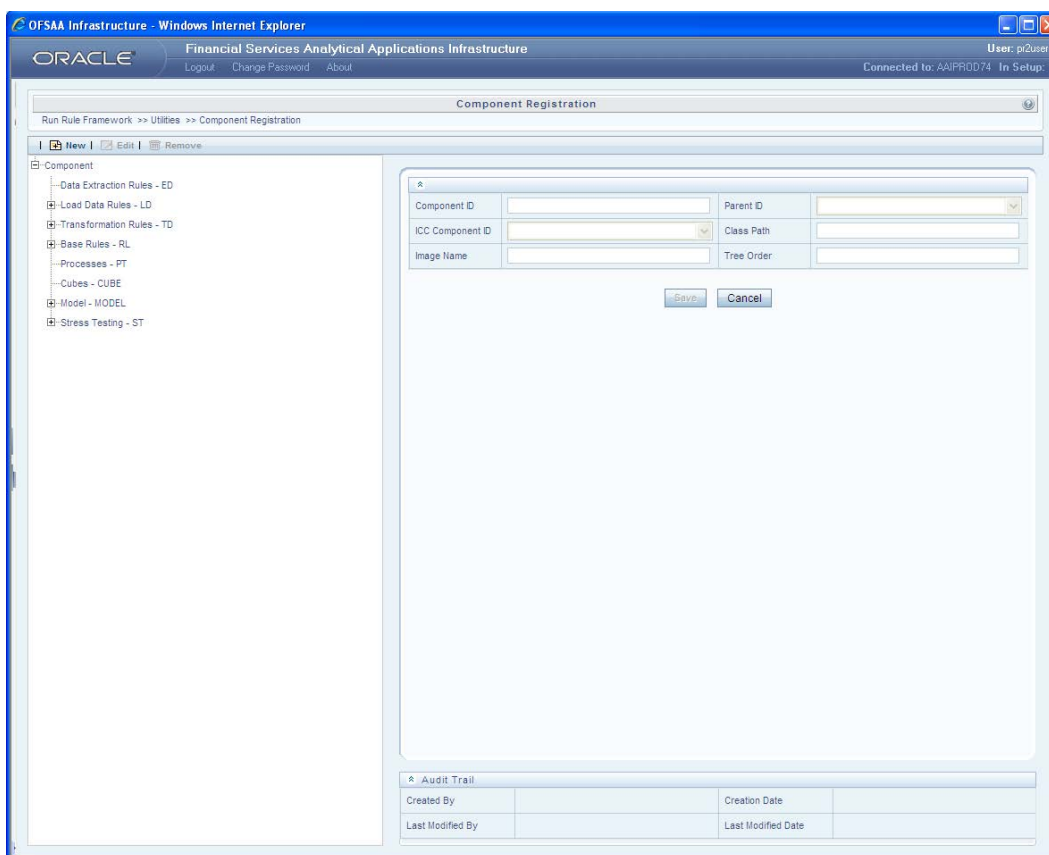 OFSAA Infrastructure - Windows Internet Explorer
ORACLE
Financial Services Analytical Applications Infrastructure
User: pr2user
Logout Change Password About
Connected to: AAIPROD74 In Setup:
Component Registration
Run Rule Framework >> Utilities >> Component Registration
New | Edit | Remove
Component
Data Extraction Rules - ED
Load Data Rules - LD
Transformation Rules - TD
Base Rules - RL
Processes - PT
Cubes - CUBE
Model - MODEL
Stress Testing - ST
Component ID Parent ID
ICC Component ID Class Path
Image Name Tree Order
Save Cancel
Audit Trail
Created By Creation Date
Last Modified By Last Modified Date